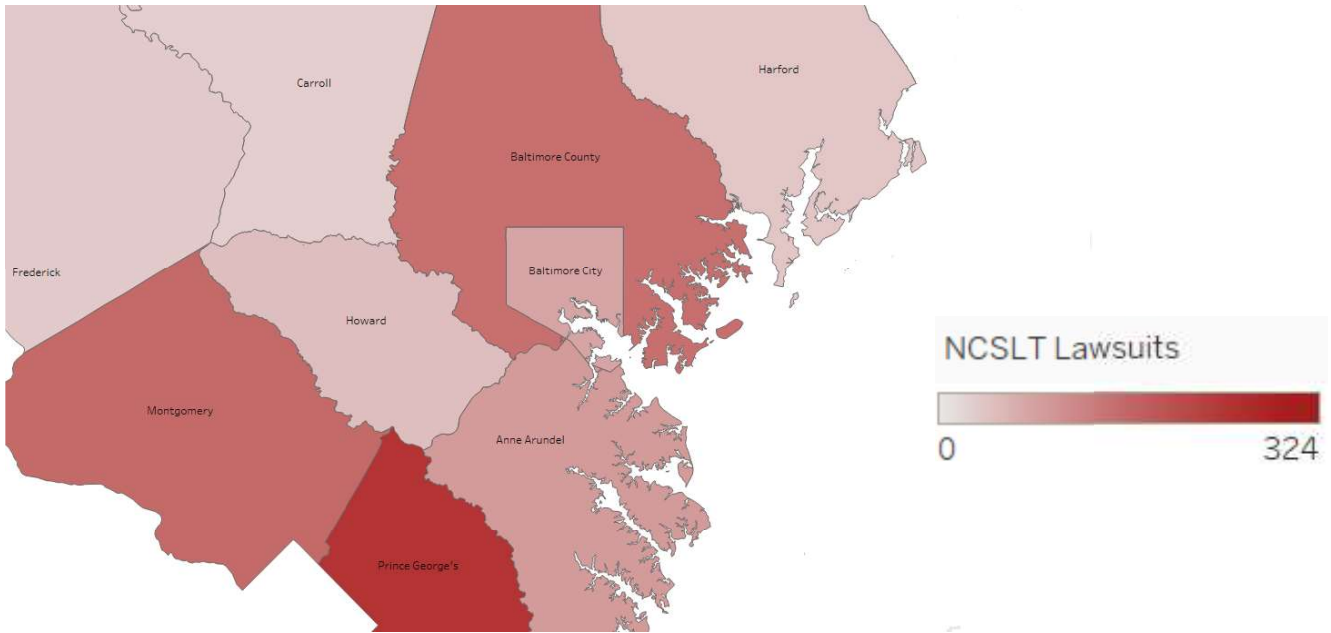 Carroll
Harford
Baltimore County
Frederick
Baltimore City
Howard
Montgomery
Anne Arundel
Prince George's
NCSLT Lawsuits
0 324